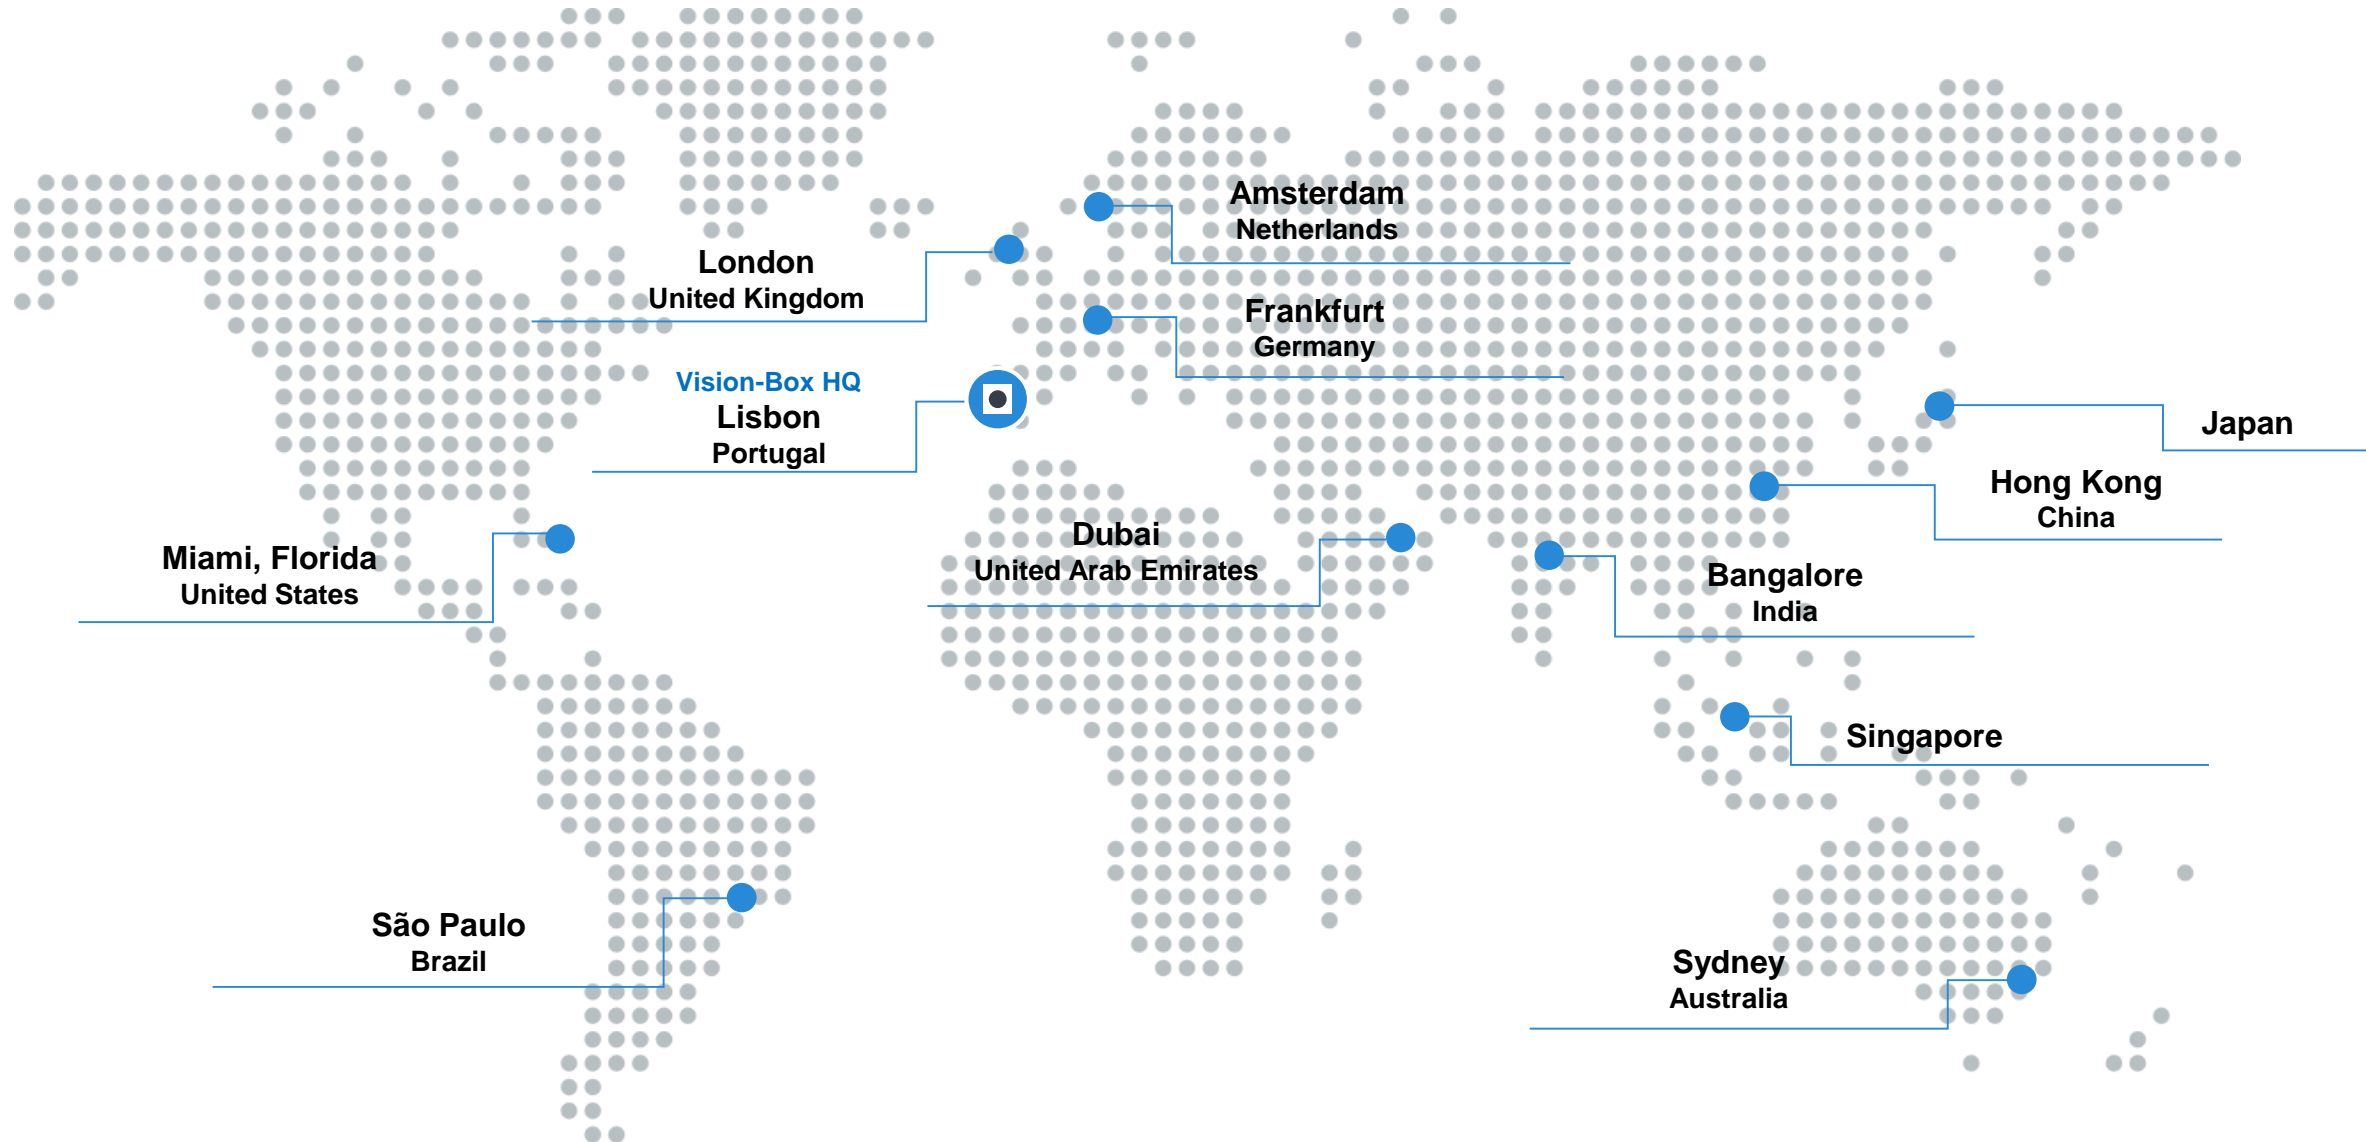 Amsterdam
Netherlands
London
United Kingdom
Frankfurt
Germany
Vision-Box HQ
Lisbon
Portugal
Japan
Hong Kong
China
Miami, Florida
United States
Dubai
United Arab Emirates
Bangalore
India
Singapore
São Paulo
Brazil
Sydney
Australia